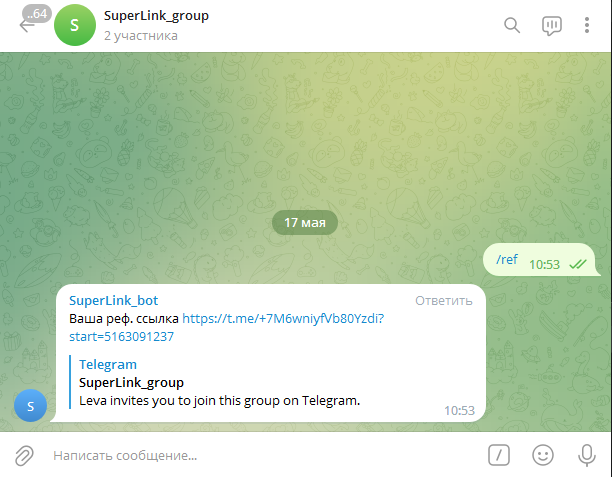 ..64
S
SuperLink_group
2 участника
17 мая
/ref 10:53
SuperLink_bot Ответить
Ваша реф. ссылка https://t.me/+7M6wniyfVb80Yzdi?
start=5163091237
Telegram
SuperLink_group
Leva invites you to join this group on Telegram.
S
10:53
Написать сообщение...